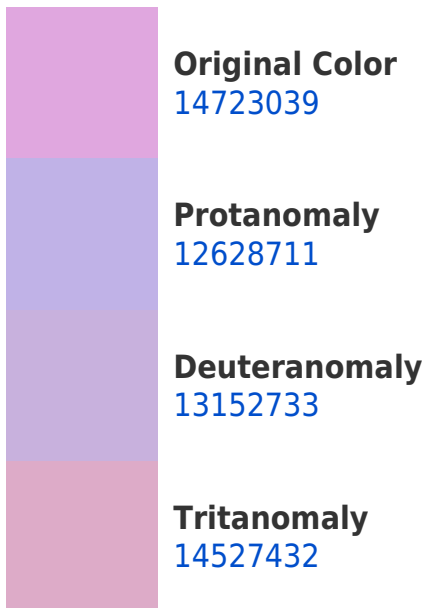 Original Color
14723039
Protanomaly
12628711
Deuteranomaly
13152733
Tritanomaly
14527432